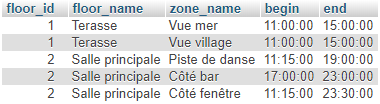 floor_id floor_name zone_name begin end
1 Terasse Vue mer 11:00:00 15:00:00
1 Terasse Vue village 11:00:00 15:00:00
2 Salle principale Piste de danse 11:15:00 19:00:00
2 Salle principale Côté bar 17:00:00 23:00:00
2 Salle principale Côté fenêtre 11:15:00 23:30:00